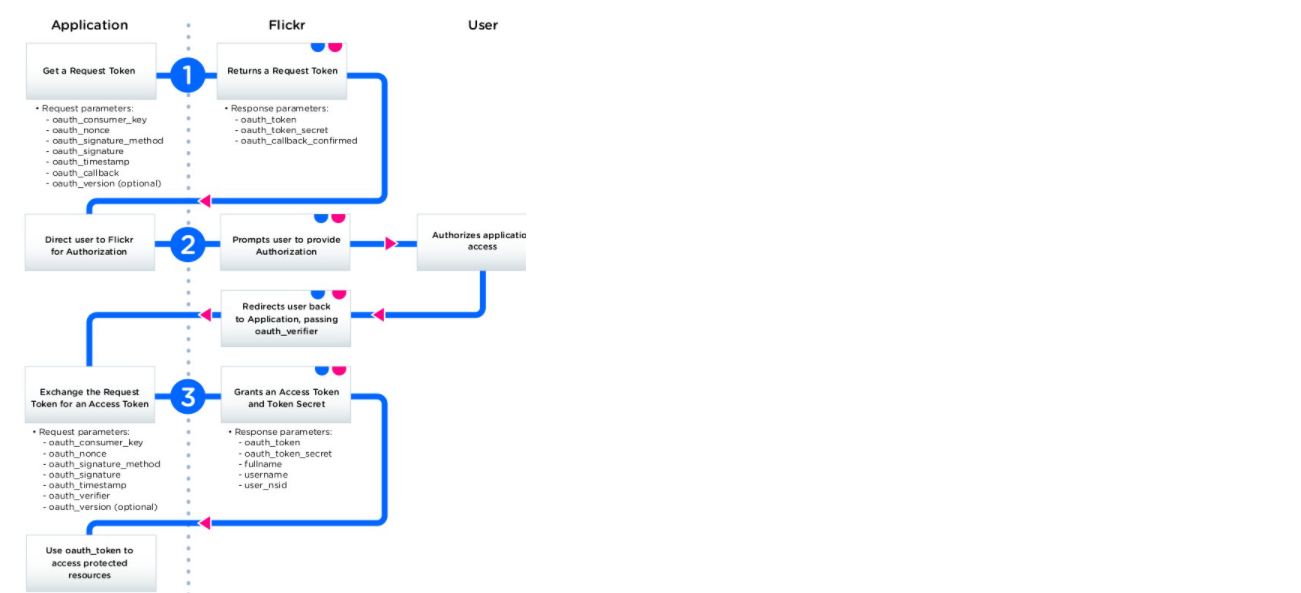 Application
Flickr
User
Get a Request Token
1
Returns a Request Token
• Request parameters:
- oauth_consumer_key
- oauth_nonce
- oauth_signature_method
- oauth_signature
- oauth_timestamp
- oauth_callback
- oauth_version (optional)
• Response parameters:
- oauth_token
- oauth_token_secret
- oauth_callback_confirmed
Direct user to Flickr
for Authorization
2
Prompts user to provide
Authorization
Authorizes applicatio
access
Redirects user back
to Application, passing
oauth_verifier
Exchange the Request
Token for an Access Token
3
Grants an Access Token
and Token Secret
• Request parameters:
- oauth_consumer_key
- oauth_nonce
- oauth_signature_method
- oauth_signature
- oauth_timestamp
- oauth_verifier
- oauth_version (optional)
• Response parameters:
- oauth_token
- oauth_token_secret
- fullname
- username
- user_nsid
Use oauth_token to
access protected
resources